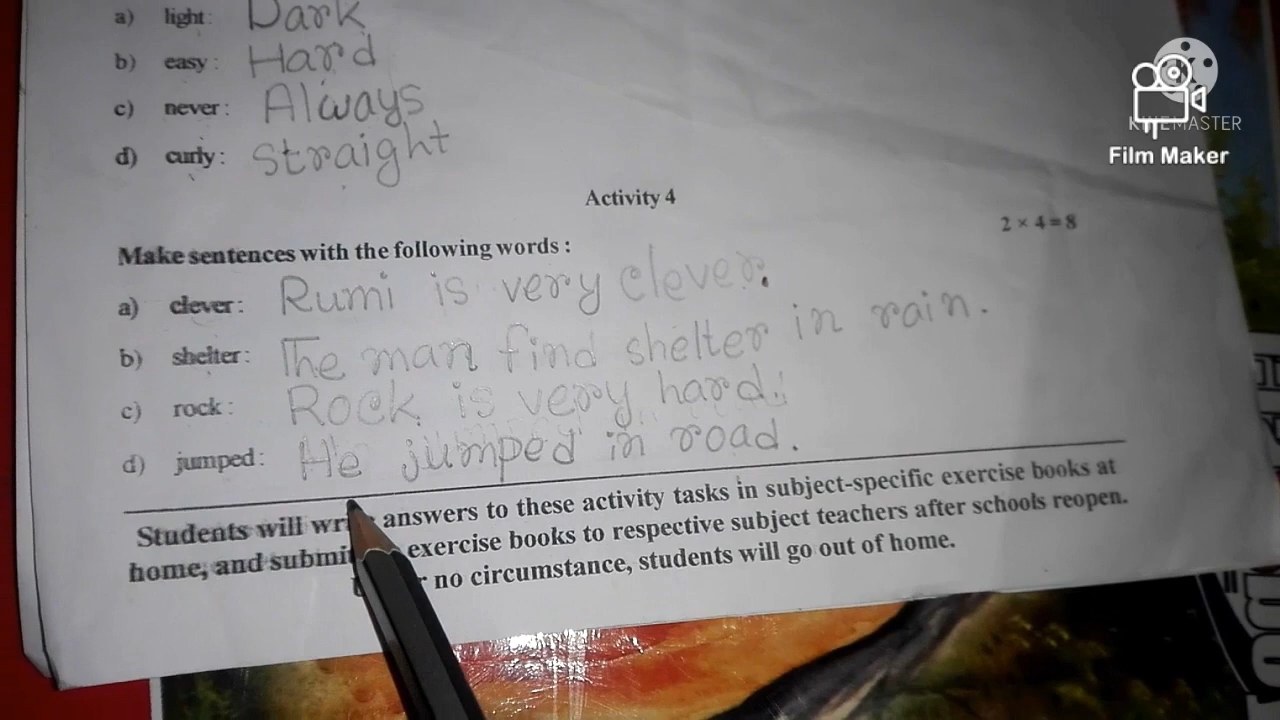 a) light: Dark
b) easy: Hard
c) never: Always
d) curly: Straight
Activity 4
2 × 4 = 8
Make sentences with the following words :
a) clever: Rumi is very clever.
b) shelter: The man find shelter in rain.
c) rock: Rock is very hard.
d) jumped: He jumped in road.
Students will answers to these activity tasks in subject-specific exercise books at
home, and submit exercise books to respective subject teachers after schools reopen.
no circumstance, students will go out of home.
KINEMASTER
Film Maker